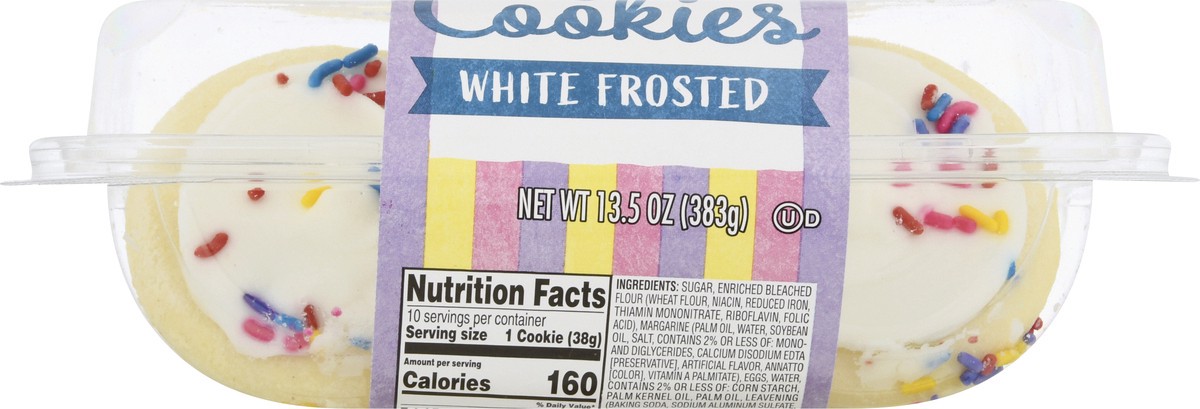 Cookies
WHITE FROSTED
NET WT 13.5 OZ (383g) U D
Nutrition Facts
10 servings per container
Serving size 1 Cookie (38g)
Amount per serving
Calories 160
% Daily Value*
INGREDIENTS: SUGAR, ENRICHED BLEACHED
FLOUR (WHEAT FLOUR, NIACIN, REDUCED IRON,
THIAMIN MONONITRATE, RIBOFLAVIN, FOLIC
ACID), MARGARINE (PALM OIL, WATER, SOYBEAN
OIL, SALT, CONTAINS 2% OR LESS OF: MONO-
AND DIGLYCERIDES, CALCIUM DISODIUM EDTA
[PRESERVATIVE], ARTIFICIAL FLAVOR, ANNATTO
[COLOR], VITAMIN A PALMITATE), EGGS, WATER,
CONTAINS 2% OR LESS OF: CORN STARCH,
PALM KERNEL OIL, PALM OIL, LEAVENING
(BAKING SODA, SODIUM ALUMINUM SULFATE,